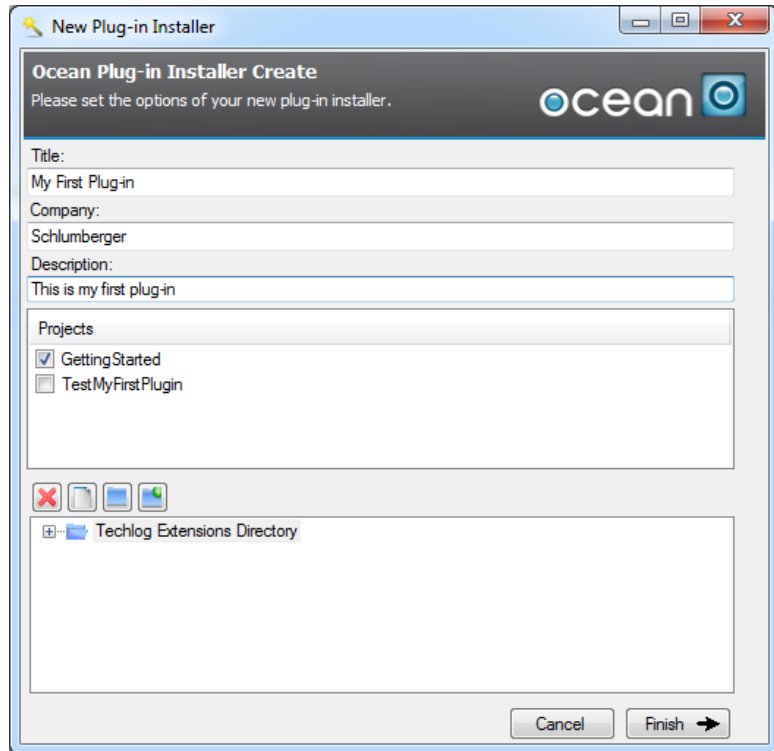 New Plug-in Installer
Ocean Plug-in Installer Create
Please set the options of your new plug-in installer.
ocean
Title:
My First Plug-in
Company:
Schlumberger
Description:
This is my first plug-in
Projects
GettingStarted
TestMyFirstPlugin
Techlog Extensions Directory
Cancel
Finish